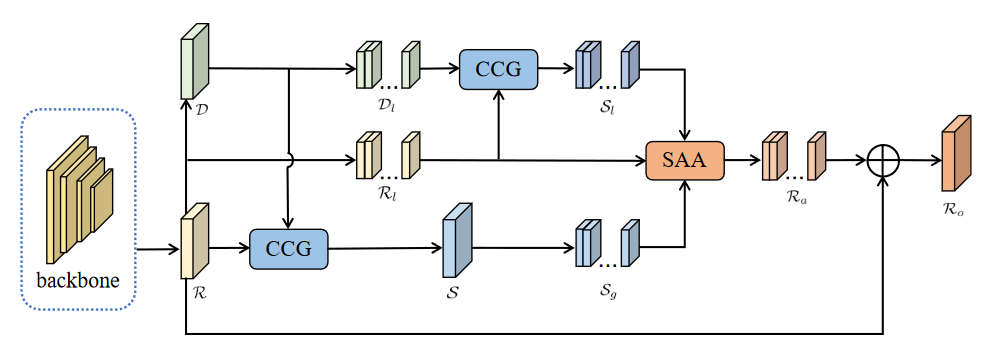 CCG
...
...
...
𝒟
𝒟_l
𝒮_l
SAA
...
...
ℛ_l
ℛ_a
ℛ_o
CCG
...
backbone
ℛ
𝒮
𝒮_g